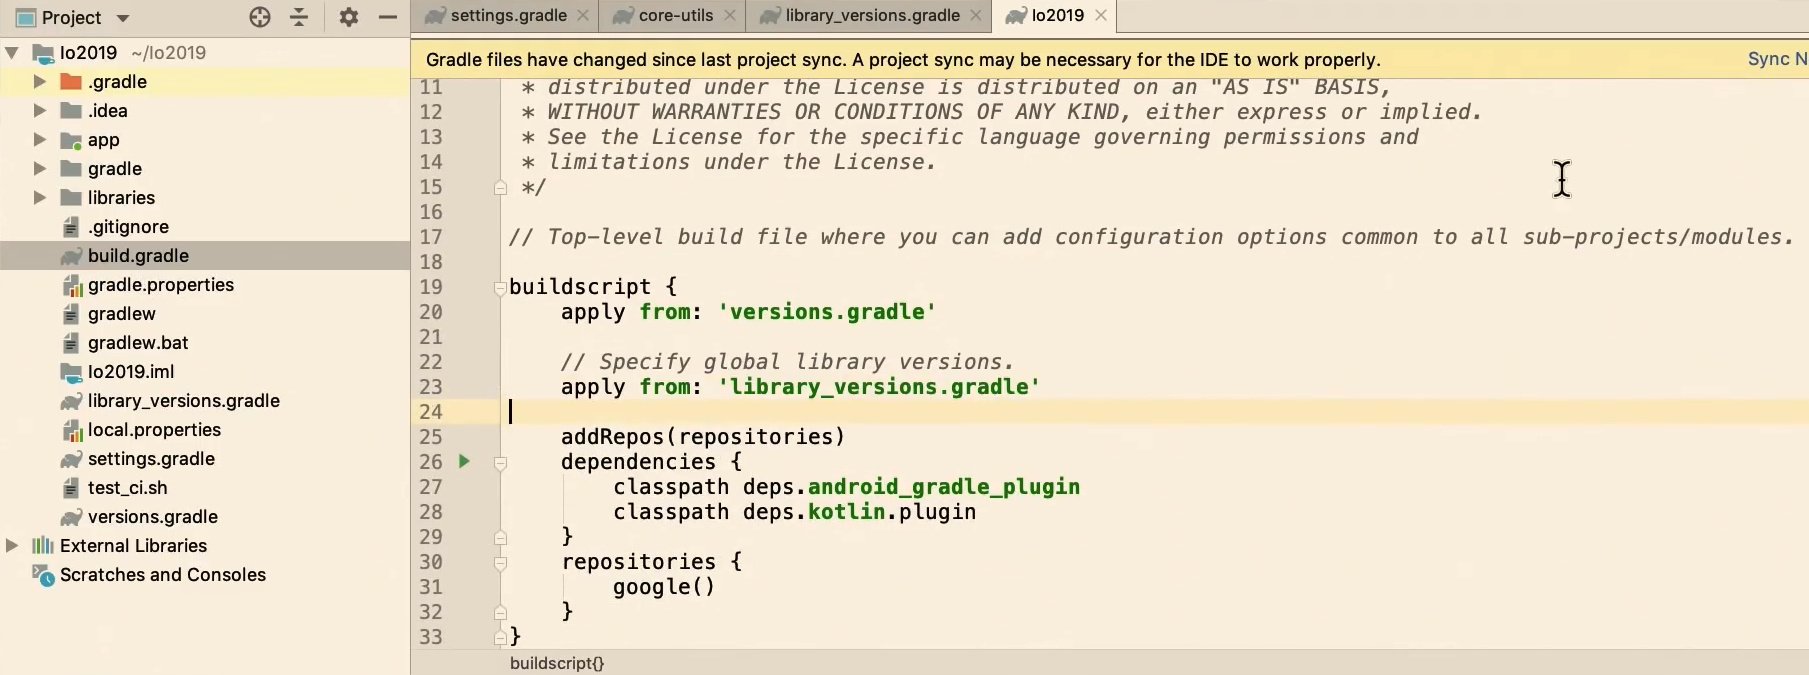 Project
settings.gradle
core-utils
library_versions.gradle
Io2019
Io2019 ~/Io2019
.gradle
.idea
app
gradle
libraries
.gitignore
build.gradle
gradle.properties
gradlew
gradlew.bat
Io2019.iml
library_versions.gradle
local.properties
settings.gradle
test_ci.sh
versions.gradle
External Libraries
Scratches and Consoles
Gradle files have changed since last project sync. A project sync may be necessary for the IDE to work properly.
Sync N
11 * distributed under the License is distributed on an "AS IS" BASIS,
12 * WITHOUT WARRANTIES OR CONDITIONS OF ANY KIND, either express or implied.
13 * See the License for the specific language governing permissions and
14 * limitations under the License.
15 */
16
17 // Top-level build file where you can add configuration options common to all sub-projects/modules.
18
19 buildscript {
20 apply from: 'versions.gradle'
21
22 // Specify global library versions.
23 apply from: 'library_versions.gradle'
24
25 addRepos(repositories)
26 dependencies {
27 classpath deps.android_gradle_plugin
28 classpath deps.kotlin.plugin
29 }
30 repositories {
31 google()
32 }
33 }
buildscript{}